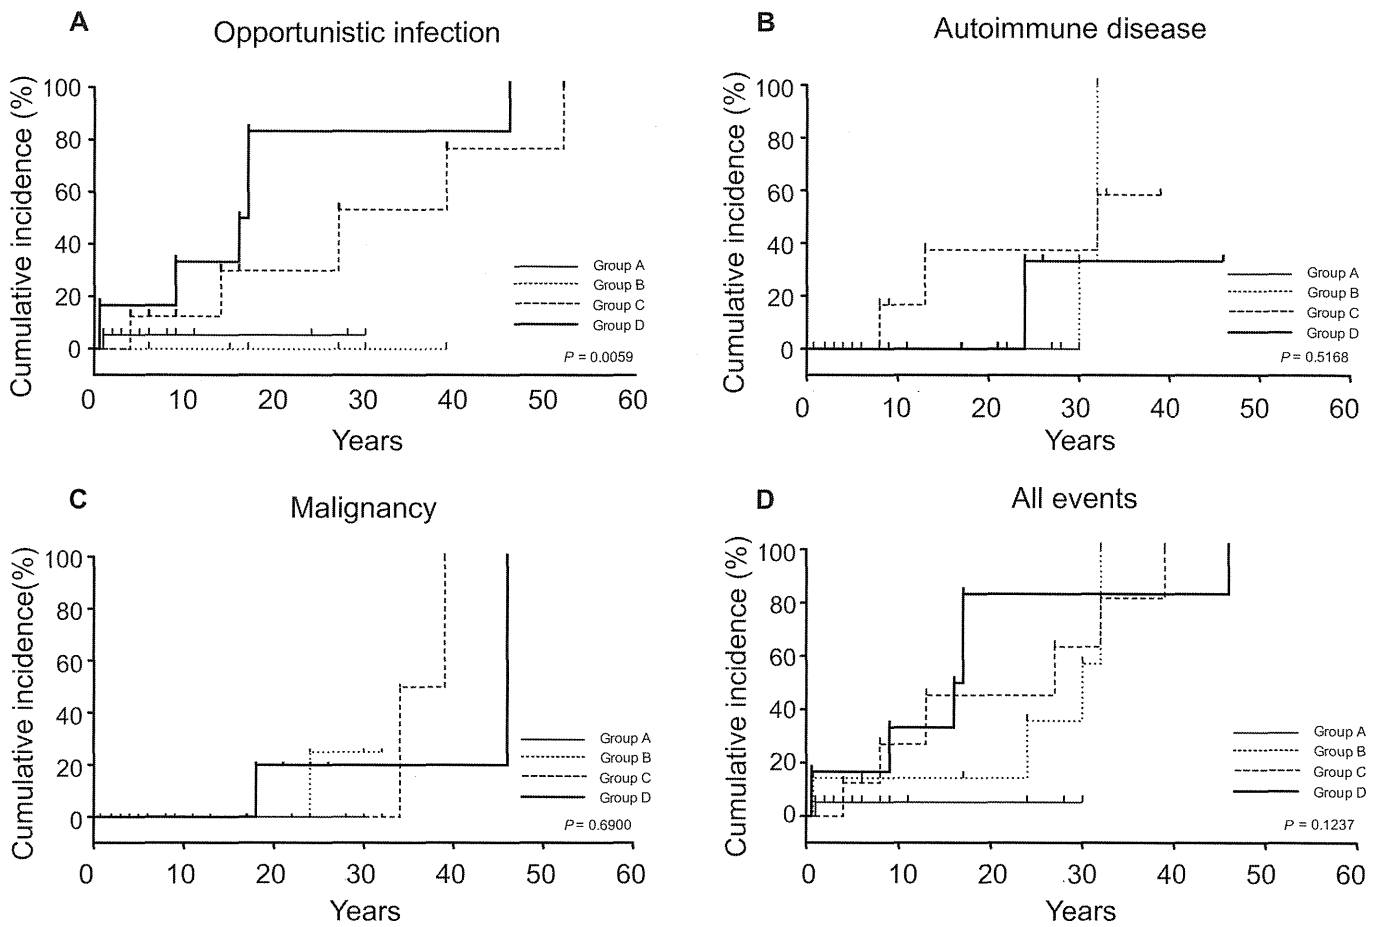 A
Opportunistic infection
Cumulative incidence (%)
100
80
60
40
20
0
Group A
Group B
Group C
Group D
P = 0.0059
0 10 20 30 40 50 60
Years
B
Autoimmune disease
Cumulative incidence (%)
100
80
60
40
20
0
Group A
Group B
Group C
Group D
P = 0.5168
0 10 20 30 40 50 60
Years
C
Malignancy
Cumulative incidence(%)
100
80
60
40
20
0
Group A
Group B
Group C
Group D
P = 0.6900
0 10 20 30 40 50 60
Years
D
All events
Cumulative incidence (%)
100
80
60
40
20
0
Group A
Group B
Group C
Group D
P = 0.1237
0 10 20 30 40 50 60
Years